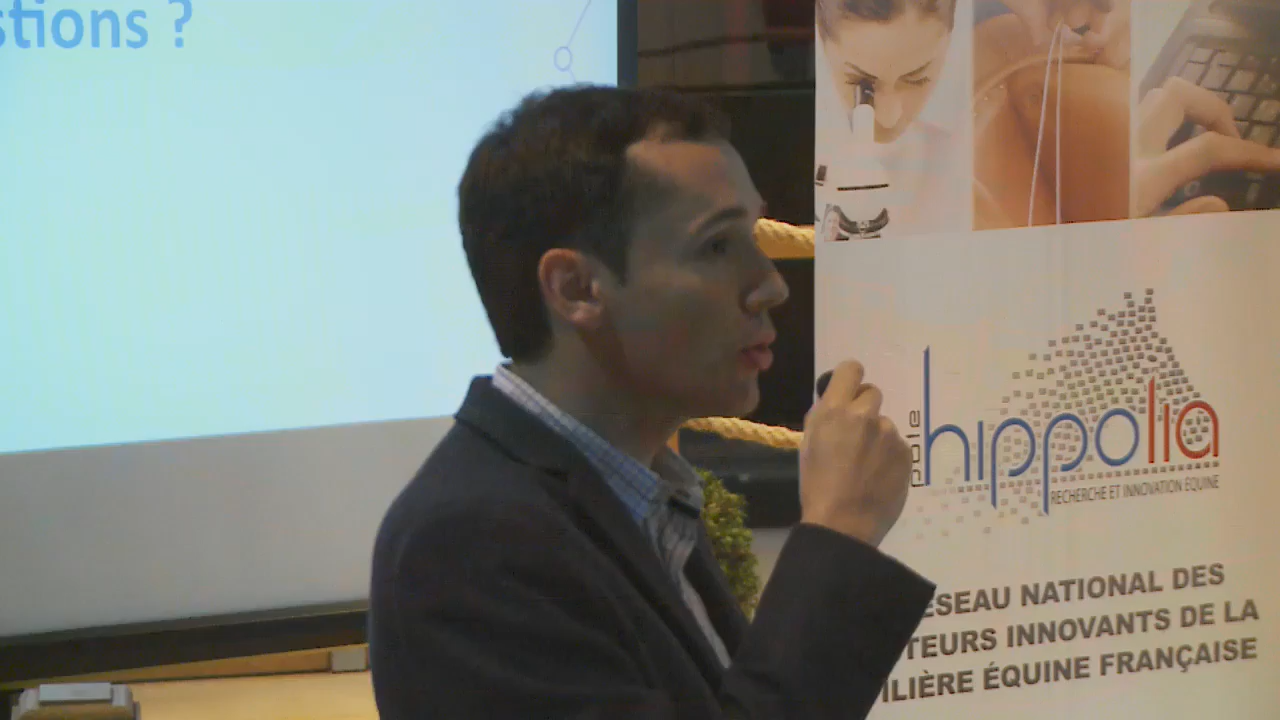 stions ?
pole
hippolia
RECHERCHE ET INNOVATION EQUINE
ESEAU NATIONAL DES
TEURS INNOVANTS DE LA
ILIÈRE ÉQUINE FRANÇAISE